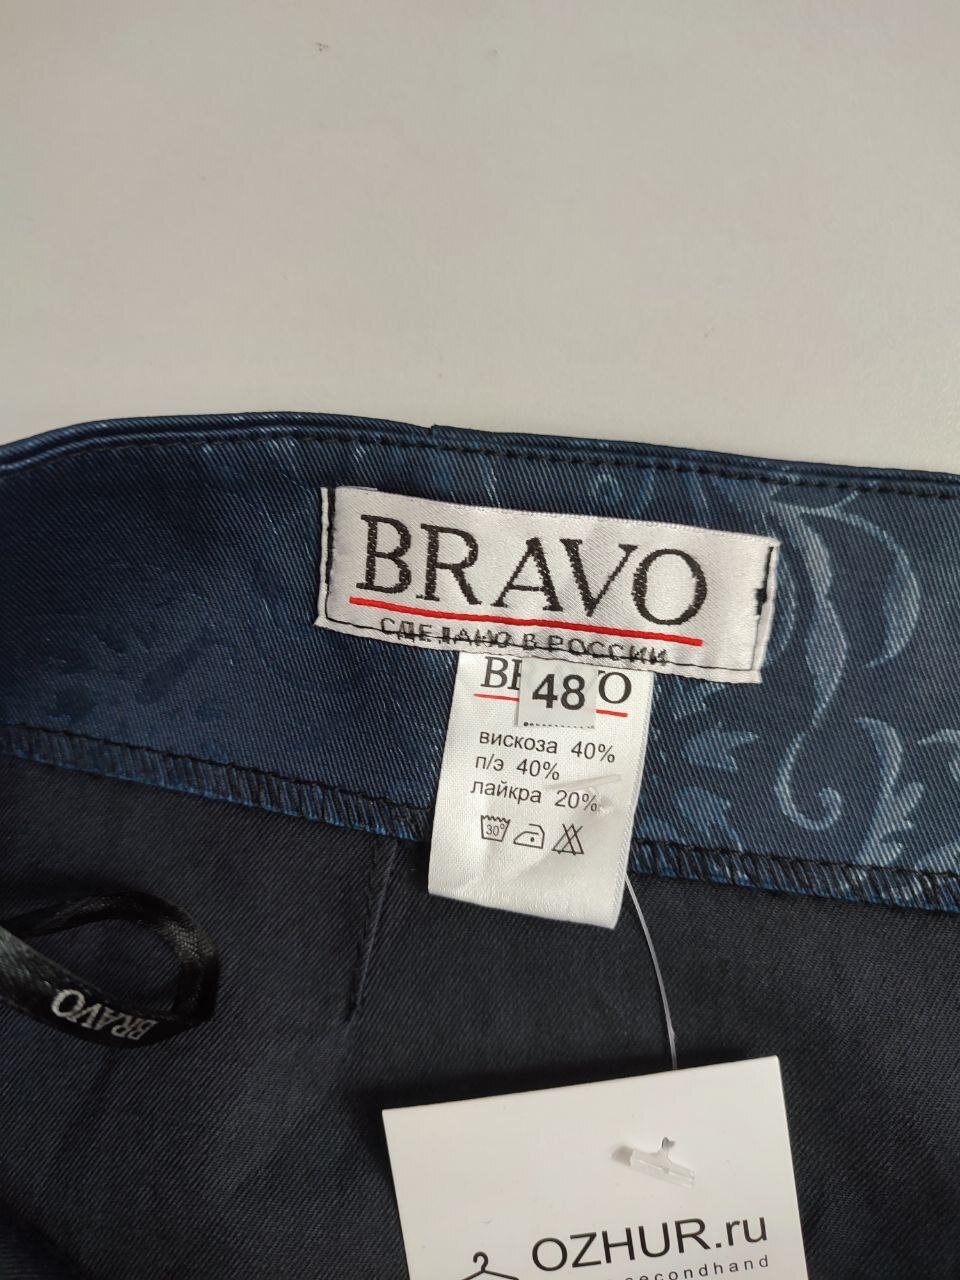 BRAVO
СДЕЛАНО В РОССИИ
48
вискоза 40%
п/э 40%
лайкра 20%
30°
BRAVO
OZHUR.ru
secondhand